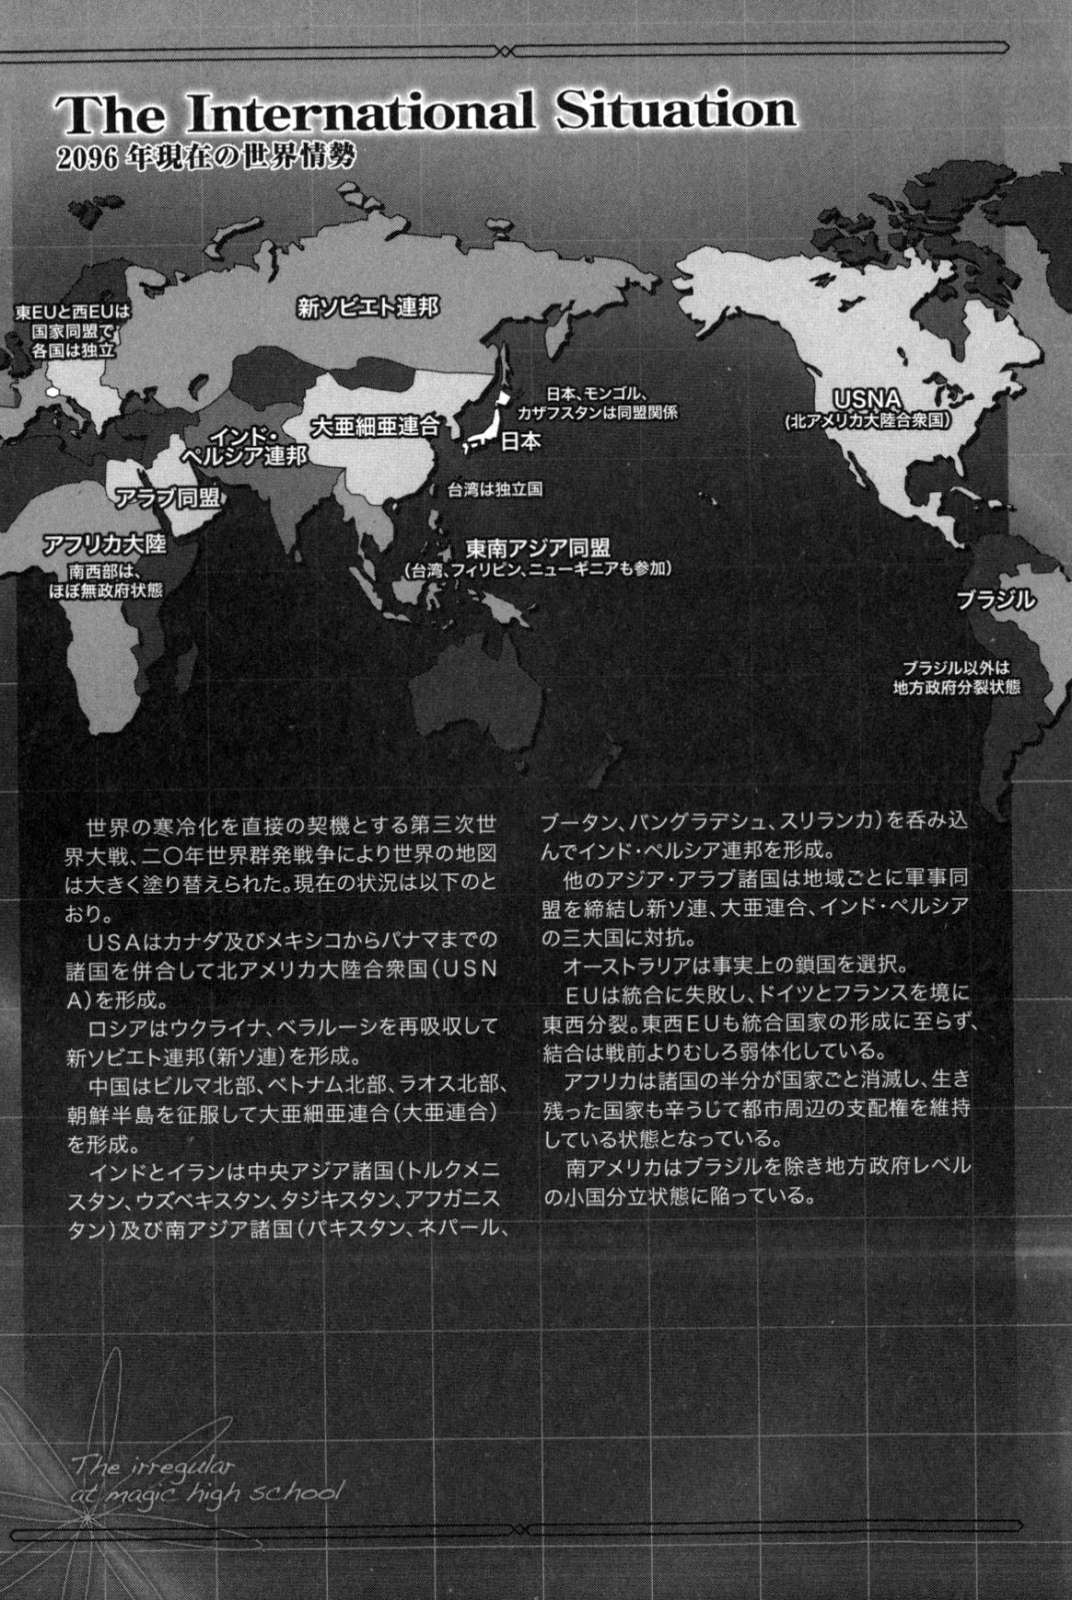 The International Situation
2096年現在の世界情勢
東EUと西EUは
国家同盟で
各国は独立
新ソビエト連邦
日本、モンゴル、
カザフスタンは同盟関係
USNA
(北アメリカ大陸合衆国)
大亜細亜連合
日本
インド・
ペルシア連邦
台湾は独立国
アラブ同盟
アフリカ大陸
南西部は、
ほぼ無政府状態
東南アジア同盟
(台湾、フィリピン、ニューギニアも参加)
ブラジル
ブラジル以外は
地方政府分裂状態
世界の寒冷化を直接の契機とする第三次世
界大戦、二〇年世界群発戦争により世界の地図
は大きく塗り替えられた。現在の状況は以下のと
おり。
USAはカナダ及びメキシコからパナマまでの
諸国を併合して北アメリカ大陸合衆国(USN
A)を形成。
ロシアはウクライナ、ベラルーシを再吸収して
新ソビエト連邦(新ソ連)を形成。
中国はビルマ北部、ベトナム北部、ラオス北部、
朝鮮半島を征服して大亜細亜連合(大亜連合)
を形成。
インドとイランは中央アジア諸国(トルクメニ
スタン、ウズベキスタン、タジキスタン、アフガニス
タン)及び南アジア諸国(パキスタン、ネパール、
ブータン、バングラデシュ、スリランカ)を呑み込
んでインド・ペルシア連邦を形成。
他のアジア・アラブ諸国は地域ごとに軍事同
盟を締結し新ソ連、大亜連合、インド・ペルシア
の三大国に対抗。
オーストラリアは事実上の鎖国を選択。
EUは統合に失敗し、ドイツとフランスを境に
東西分裂。東西EUも統合国家の形成に至らず、
結合は戦前よりむしろ弱体化している。
アフリカは諸国の半分が国家ごと消滅し、生き
残った国家も辛うじて都市周辺の支配権を維持
している状態となっている。
南アメリカはブラジルを除き地方政府レベル
の小国分立状態に陥っている。
The irregular
at magic high school